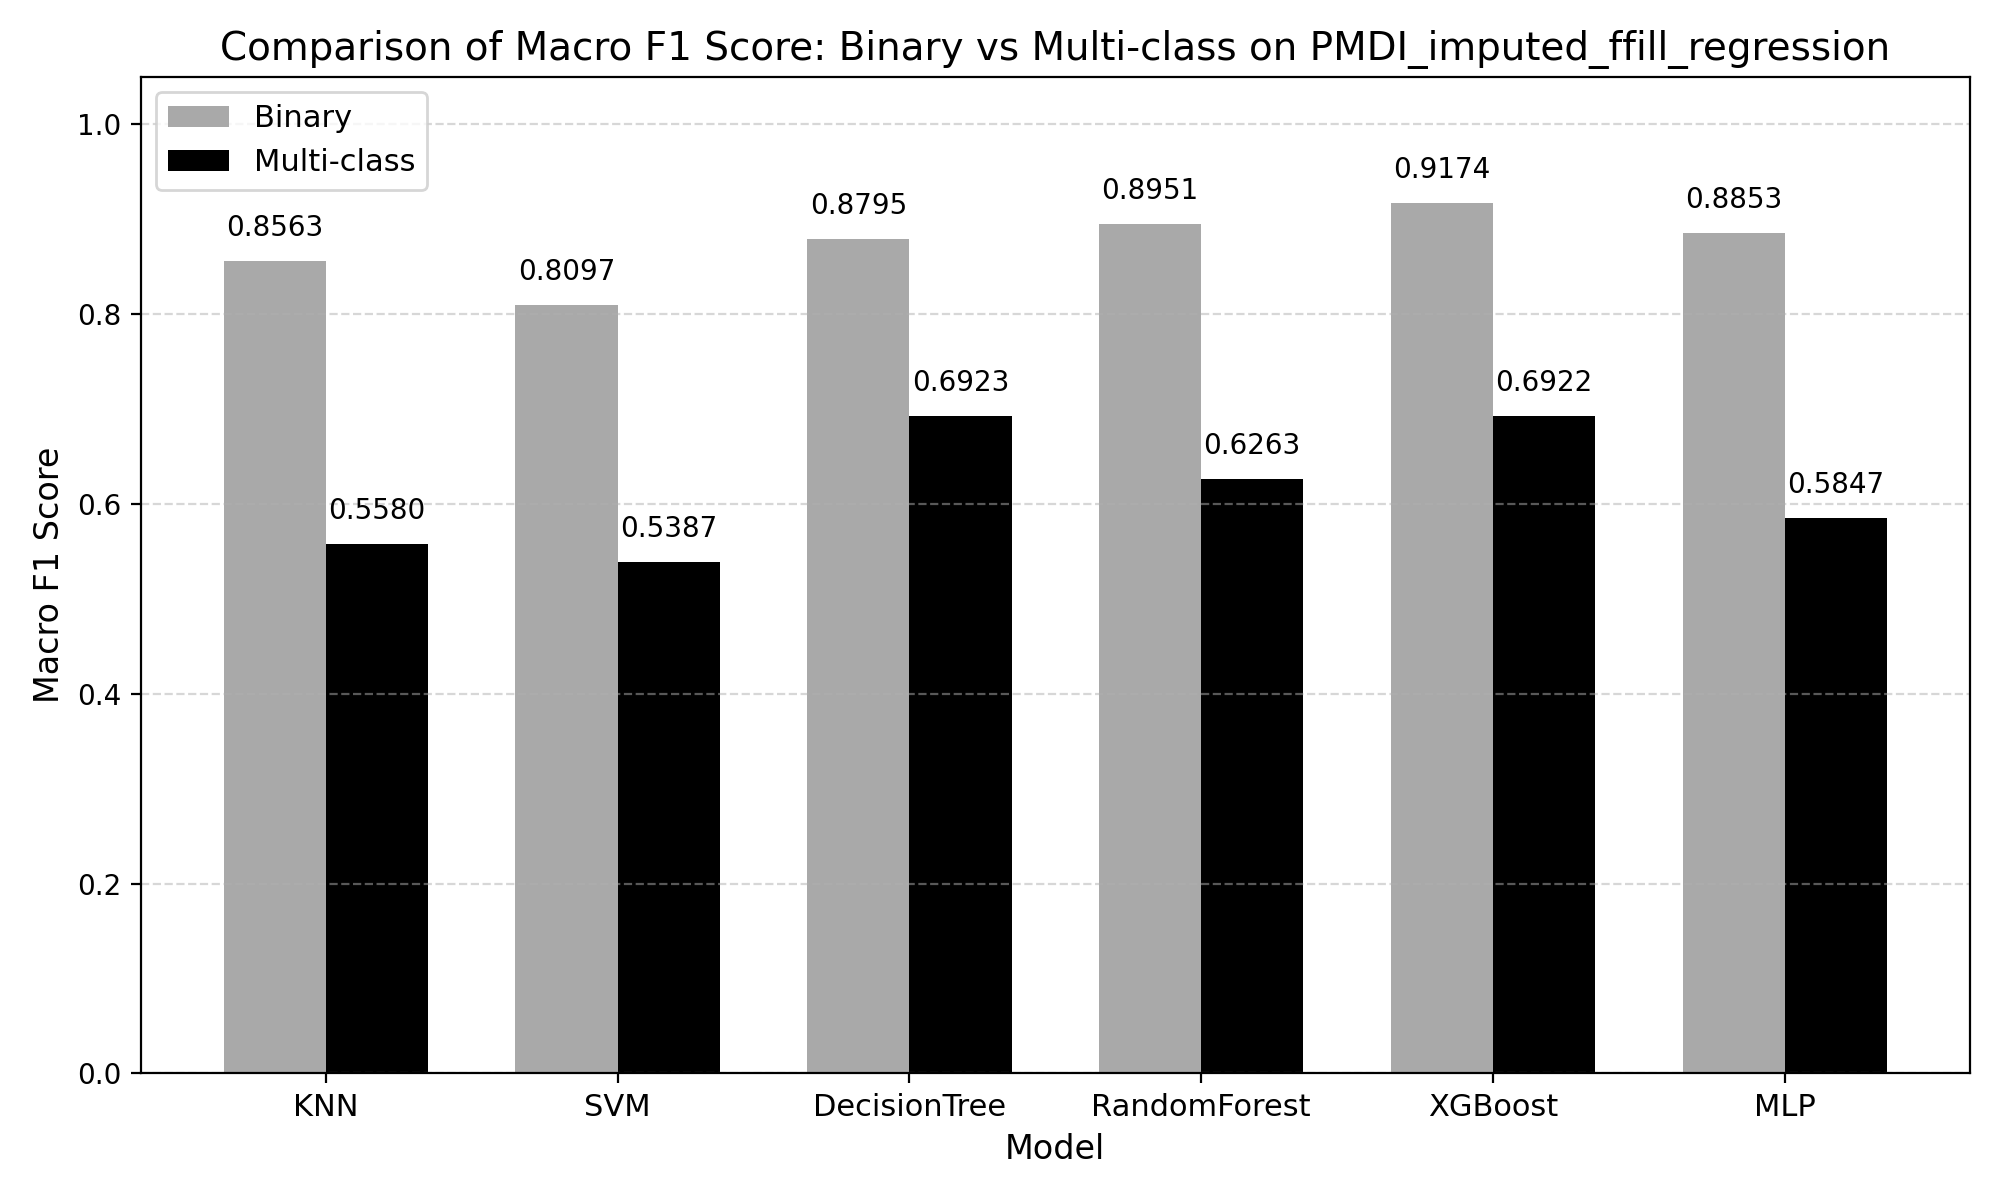 Comparison of Macro F1 Score: Binary vs Multi-class on PMDI_imputed_ffill_regression
Binary
Multi-class
Macro F1 Score
1.0
0.8
0.6
0.4
0.2
0.0
0.8563
0.5580
0.8097
0.5387
0.8795
0.6923
0.8951
0.6263
0.9174
0.6922
0.8853
0.5847
KNN
SVM
DecisionTree
RandomForest
XGBoost
MLP
Model